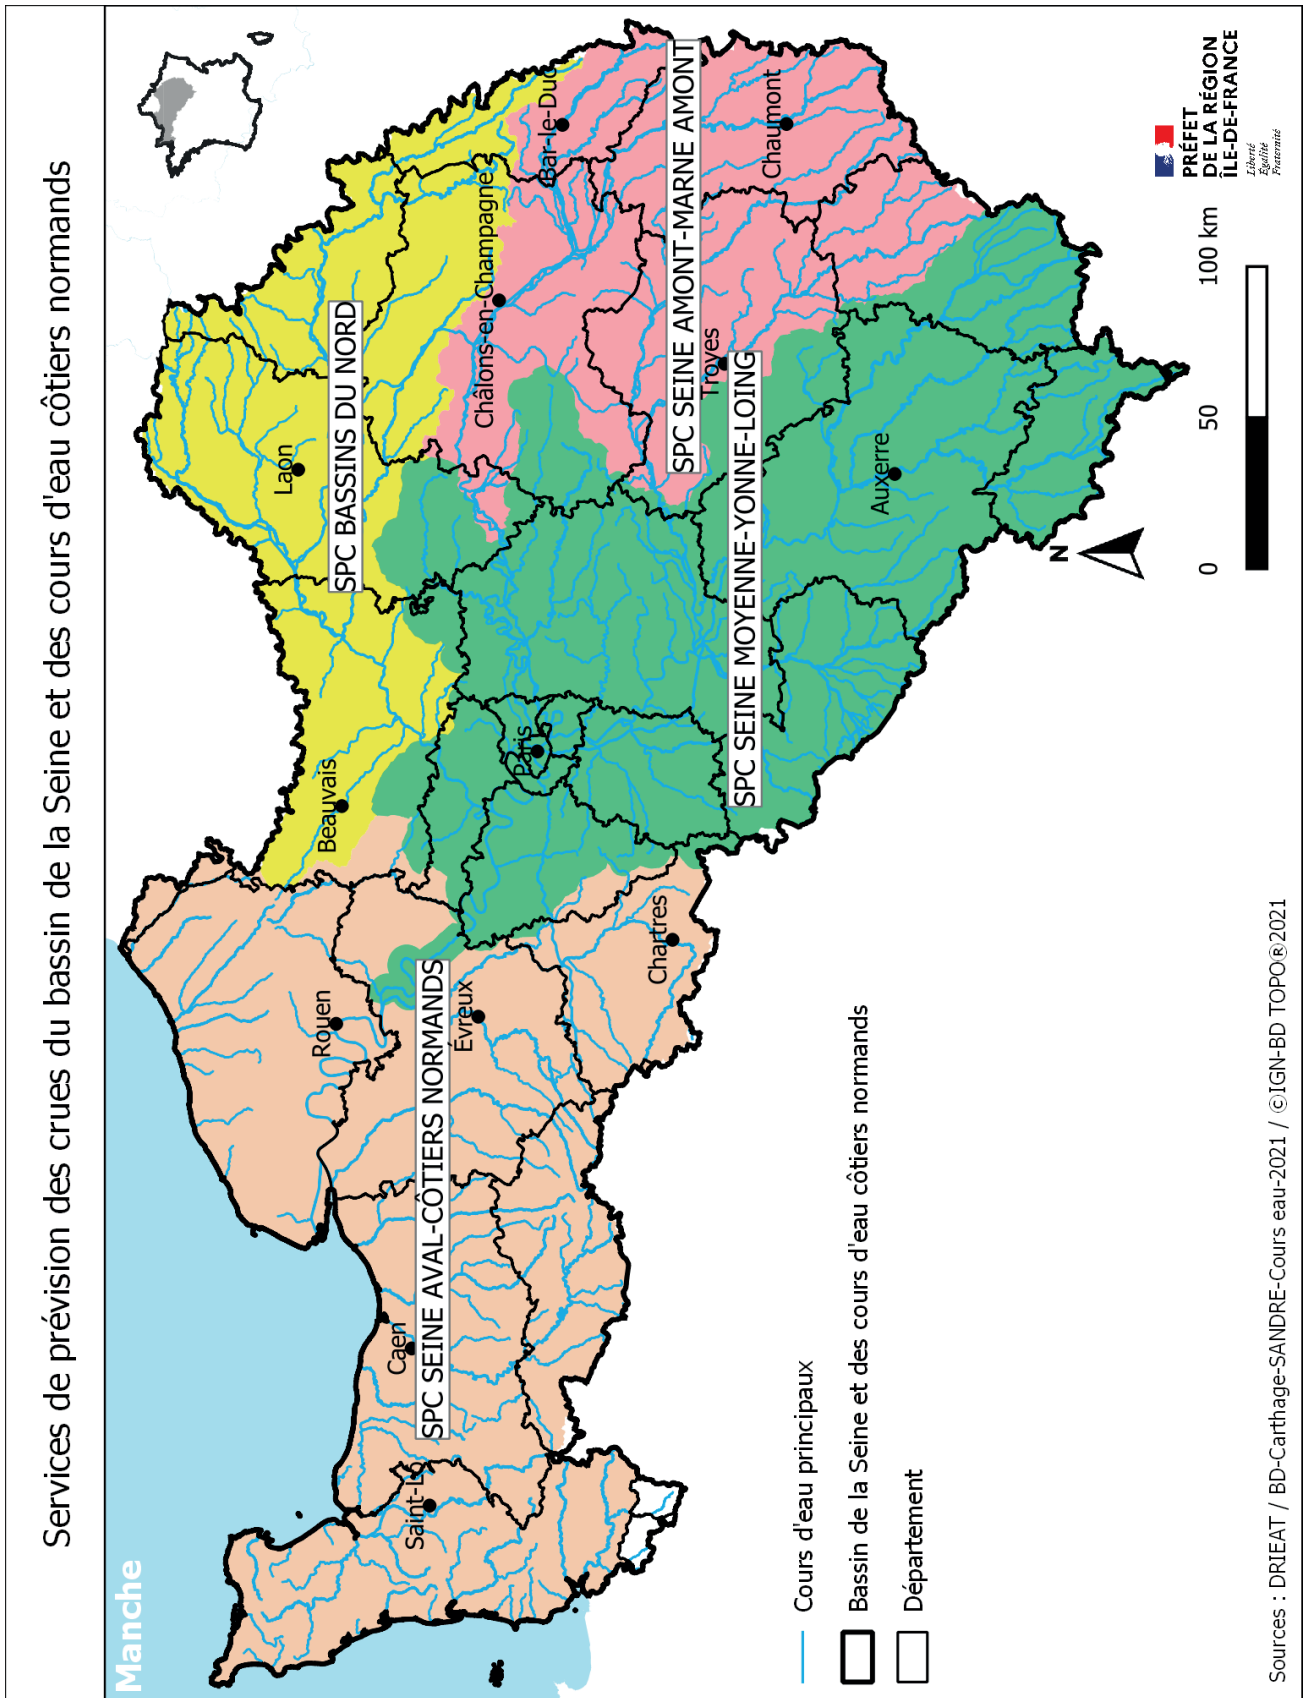 Services de prévision des crues du bassin de la Seine et des cours d'eau côtiers normands
Manche
SPC BASSINS DU NORD
Laon
Beauvais
Rouen
Châlons-en-Champagne
Bar-le-Duc
SPC SEINE AMONT-MARNE AMONT
Chaumont
Troyes
SPC SEINE MOYENNE-YONNE-LOING
Auxerre
Paris
SPC SEINE AVAL-CÔTIERS NORMANDS
Évreux
Chartres
Caen
Saint-Lô
Cours d'eau principaux
Bassin de la Seine et des cours d'eau côtiers normands
Département
N
0 50 100 km
PRÉFET
DE LA RÉGION
ÎLE-DE-FRANCE
Liberté
Égalité
Fraternité
Sources : DRIEAT / BD-Carthage-SANDRE-Cours eau-2021 / ©IGN-BD TOPO®2021